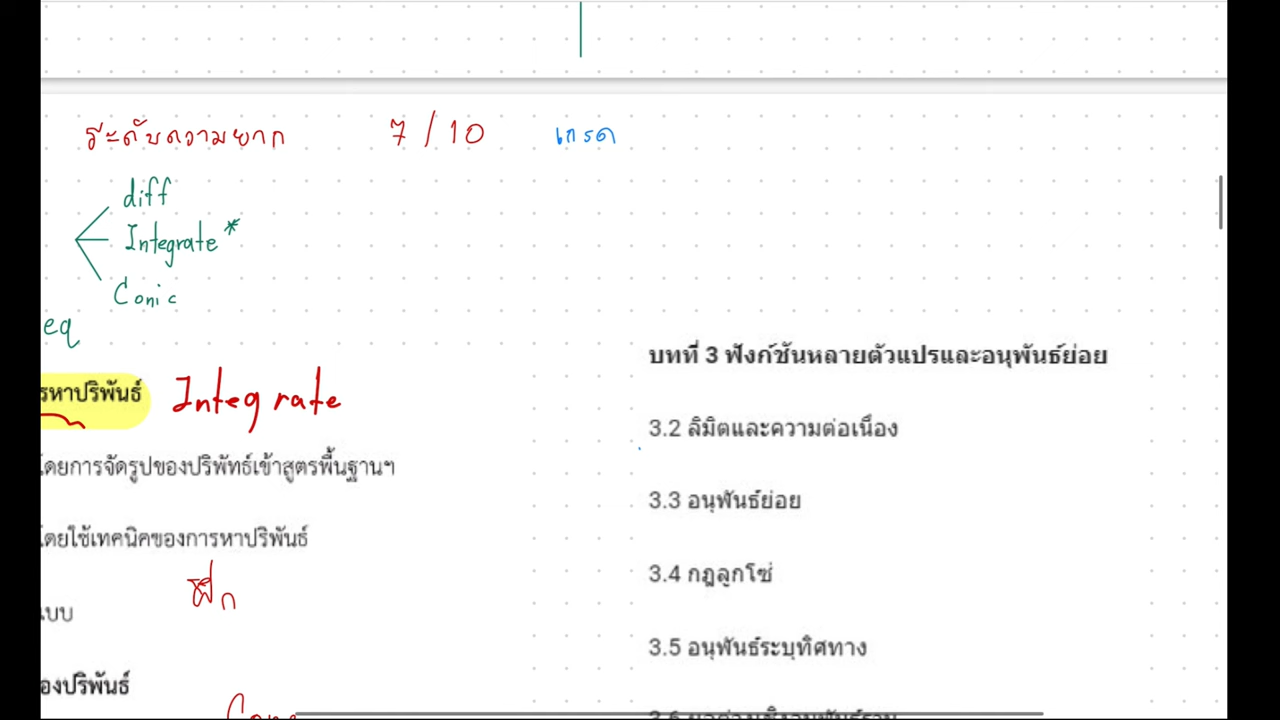 ระดับความยาก 7/10 เกรด
diff
Integrate*
Conic
eq
รหาปริพันธ์ Integrate
โดยการจัดรูปของปริพัทธ์เข้าสูตรพื้นฐานฯ
โดยใช้เทคนิคของการหาปริพันธ์
ฝึก
แบบ
องปริพันธ์
บทที่ 3 ฟังก์ชันหลายตัวแปรและอนุพันธ์ย่อย
3.2 ลิมิตและความต่อเนื่อง
3.3 อนุพันธ์ย่อย
3.4 กฎลูกโซ่
3.5 อนุพันธ์ระบุทิศทาง